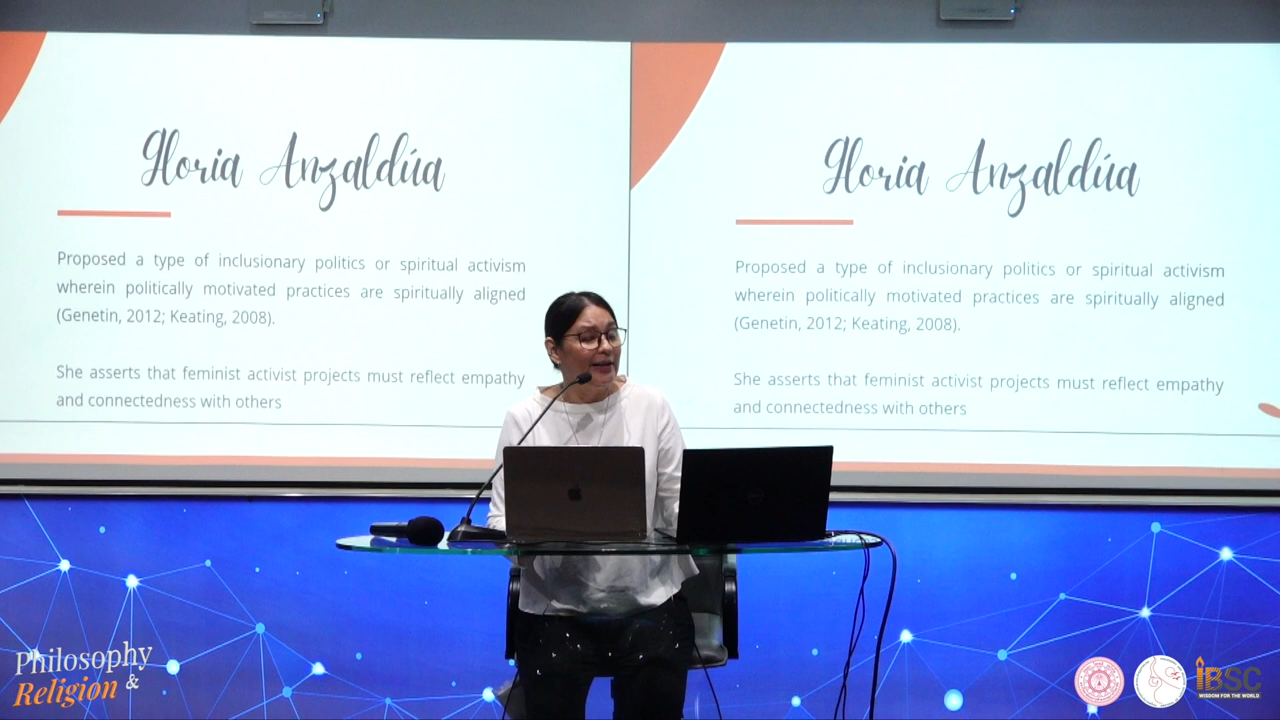 Gloria Anzaldúa
Proposed a type of inclusionary politics or spiritual activism
wherein politically motivated practices are spiritually aligned
(Genetin, 2012; Keating, 2008).
She asserts that feminist activist projects must reflect empathy
and connectedness with others
Gloria Anzaldúa
Proposed a type of inclusionary politics or spiritual activism
wherein politically motivated practices are spiritually aligned
(Genetin, 2012; Keating, 2008).
She asserts that feminist activist projects must reflect empathy
and connectedness with others
Philosophy
Religion &
IBSC
WISDOM FOR THE WORLD